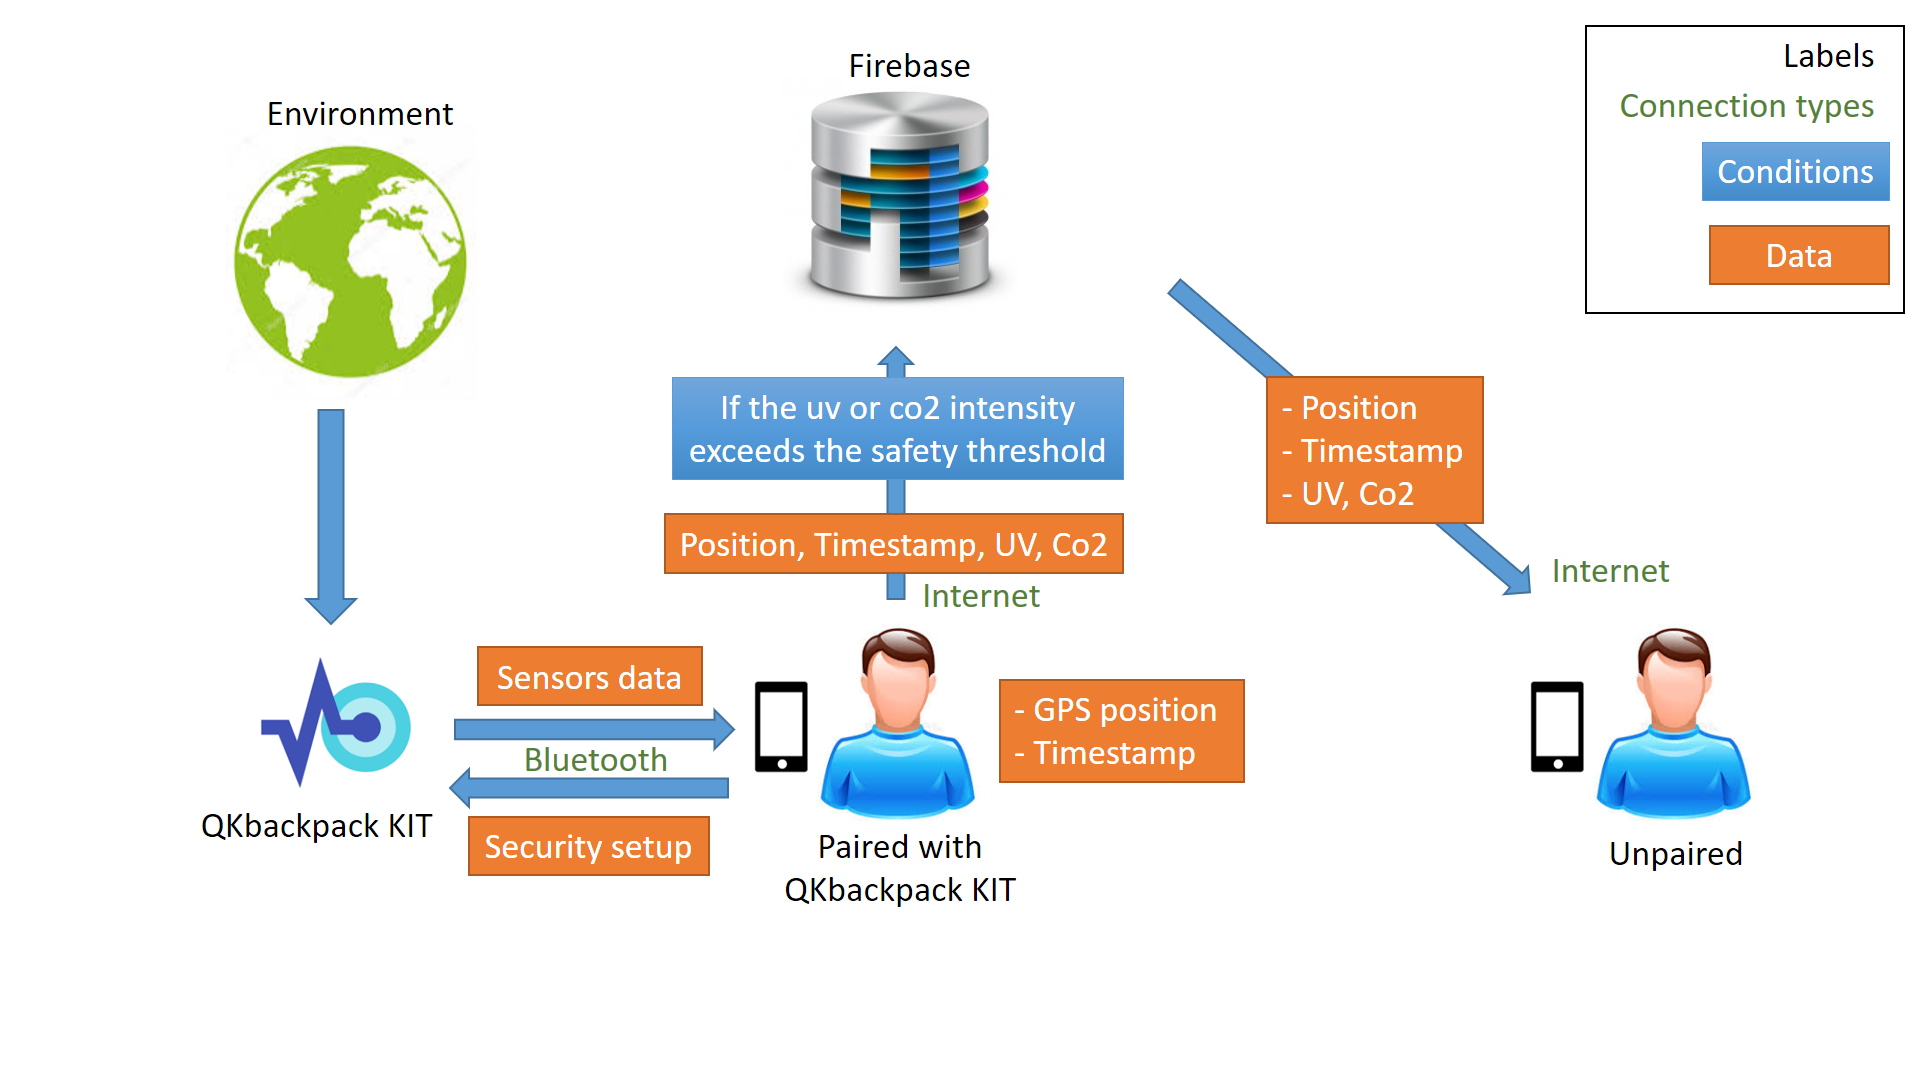 Labels
Connection types
Conditions
Data
Firebase
Environment
If the uv or co2 intensity
exceeds the safety threshold
- Position
- Timestamp
- UV, Co2
Position, Timestamp, UV, Co2
Internet
Internet
Sensors data
Bluetooth
Security setup
- GPS position
- Timestamp
QKbackpack KIT
Paired with
QKbackpack KIT
Unpaired